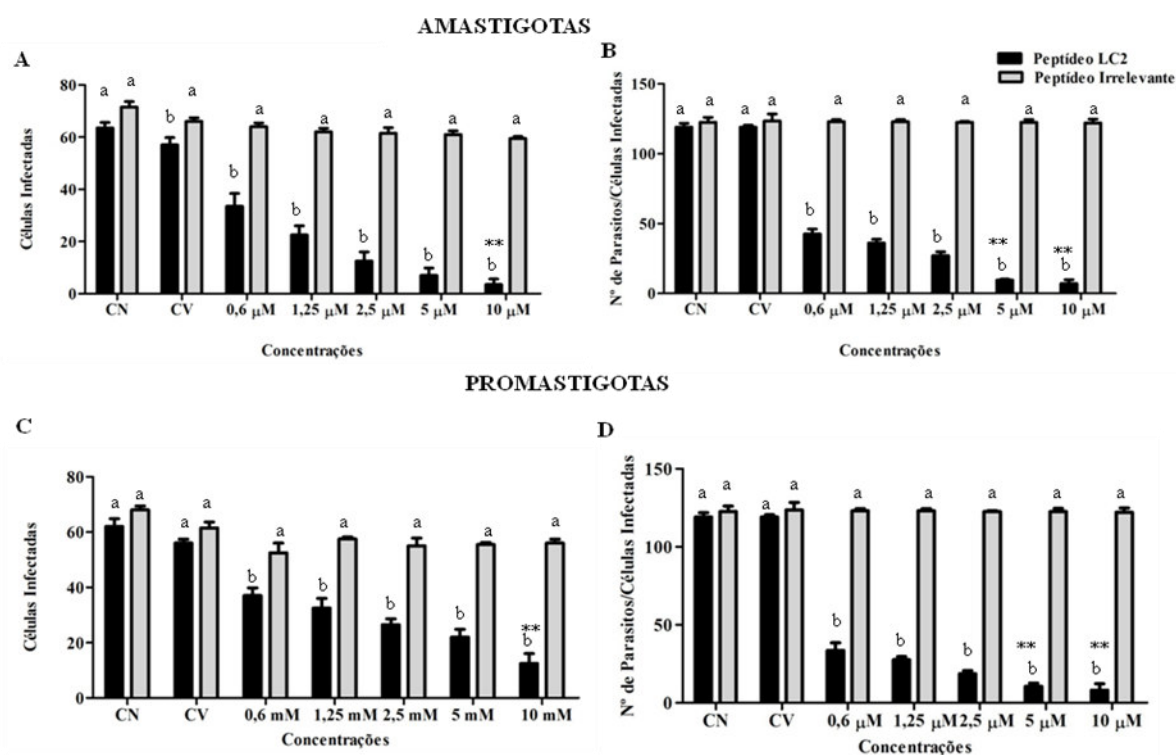 AMASTIGOTAS
A
a a b a b a b a b a b a ** b a
Células Infectadas
80
60
40
20
0
CN CV 0,6 μM 1,25 μM 2,5 μM 5 μM 10 μM
Concentrações
B
Peptídeo LC2
Peptídeo Irrelevante
a a a a b a b a b a ** b a ** b a
Nº de Parasitos/Células Infectadas
150
100
50
0
CN CV 0,6 μM 1,25 μM 2,5 μM 5 μM 10 μM
Concentrações
PROMASTIGOTAS
C
a a a a b a b a b a b a ** b a
Células Infectadas
80
60
40
20
0
CN CV 0,6 mM 1,25 mM 2,5 mM 5 mM 10 mM
Concentrações
D
a a a a b a b a b a ** b a ** b a
Nº de Parasitos/Células Infectadas
150
100
50
0
CN CV 0,6 μM 1,25 μM 2,5 μM 5 μM 10 μM
Concentrações